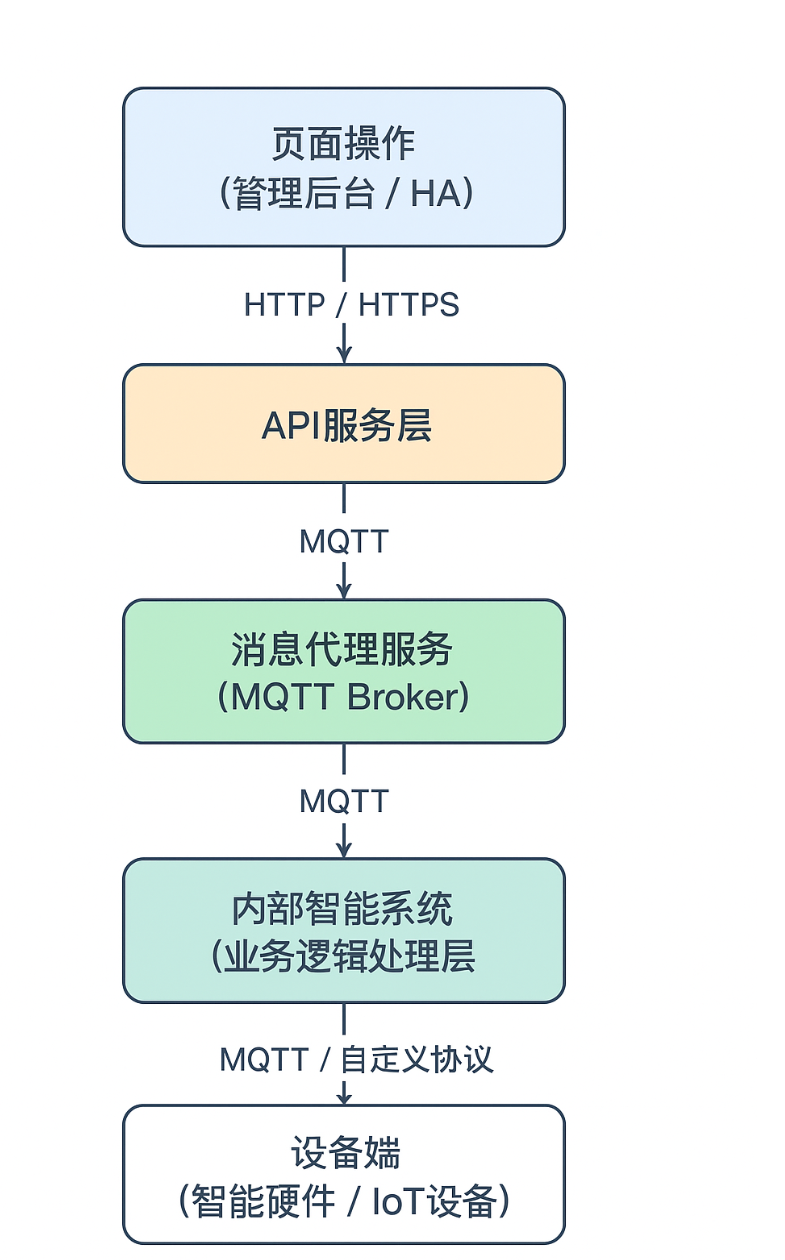 页面操作
(管理后台 / HA)
HTTP / HTTPS
API服务层
MQTT
消息代理服务
(MQTT Broker)
MQTT
内部智能系统
(业务逻辑处理层
MQTT / 自定义协议
设备端
(智能硬件 / IoT设备)